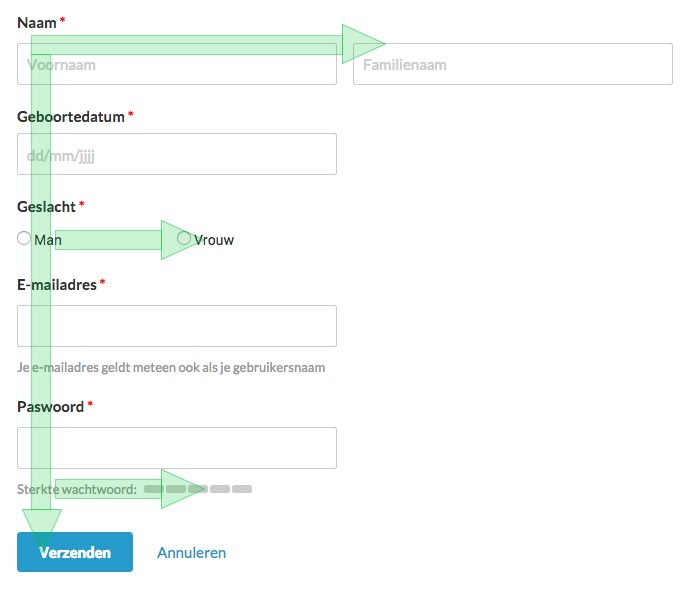 Naam *
Voornaam Familienaam
Geboortedatum *
dd/mm/jjjj
Geslacht *
Man Vrouw
E-mailadres *
Je e-mailadres geldt meteen ook als je gebruikersnaam
Paswoord *
Sterkte wachtwoord:
Verzenden Annuleren